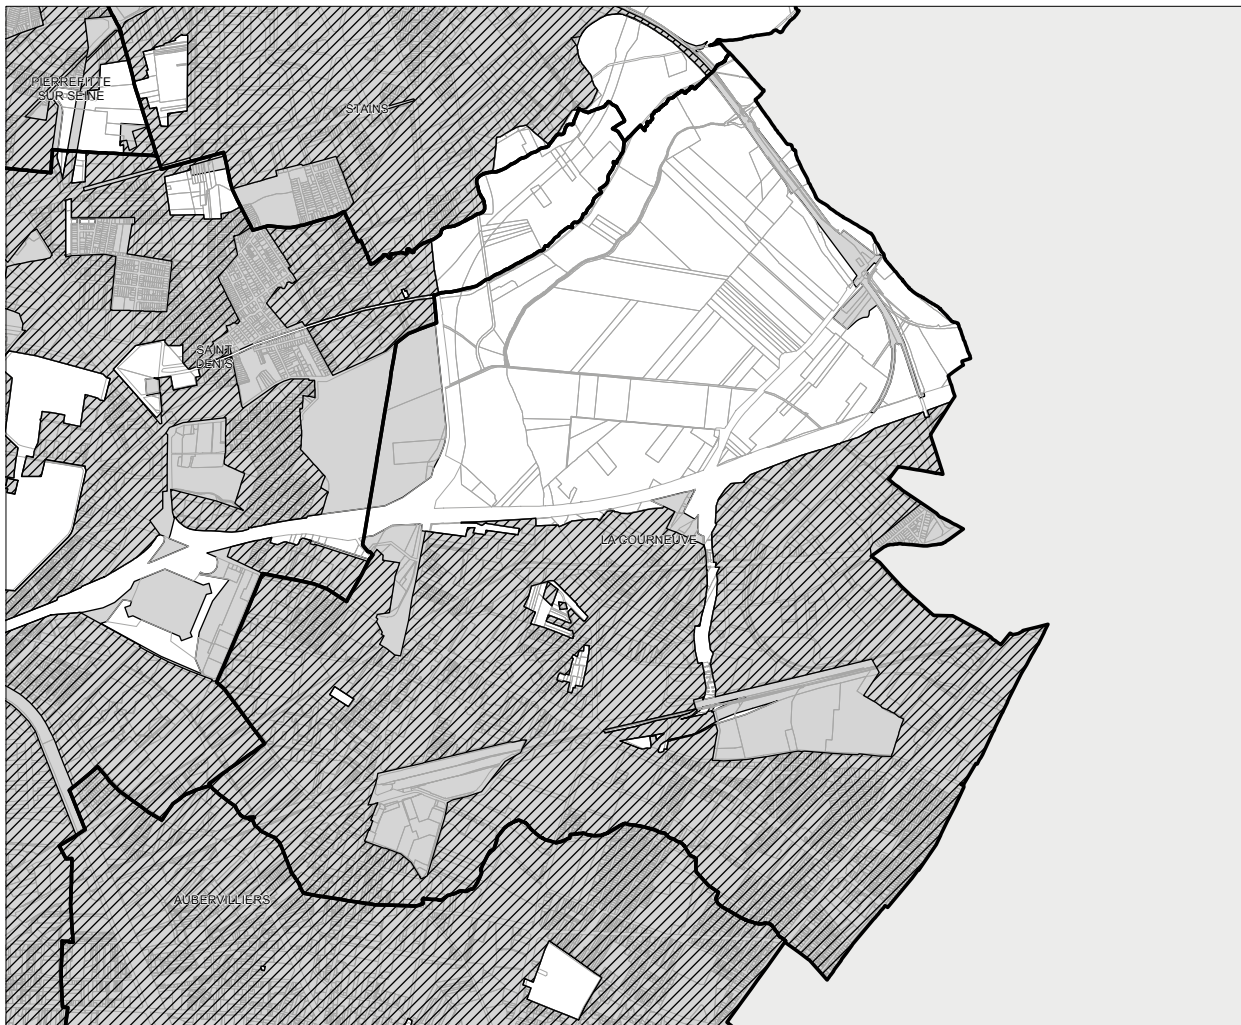 PIERREFITTE
SUR SEINE
STAINS
SAINT
DENIS
LA COURNEUVE
AUBERVILLIERS